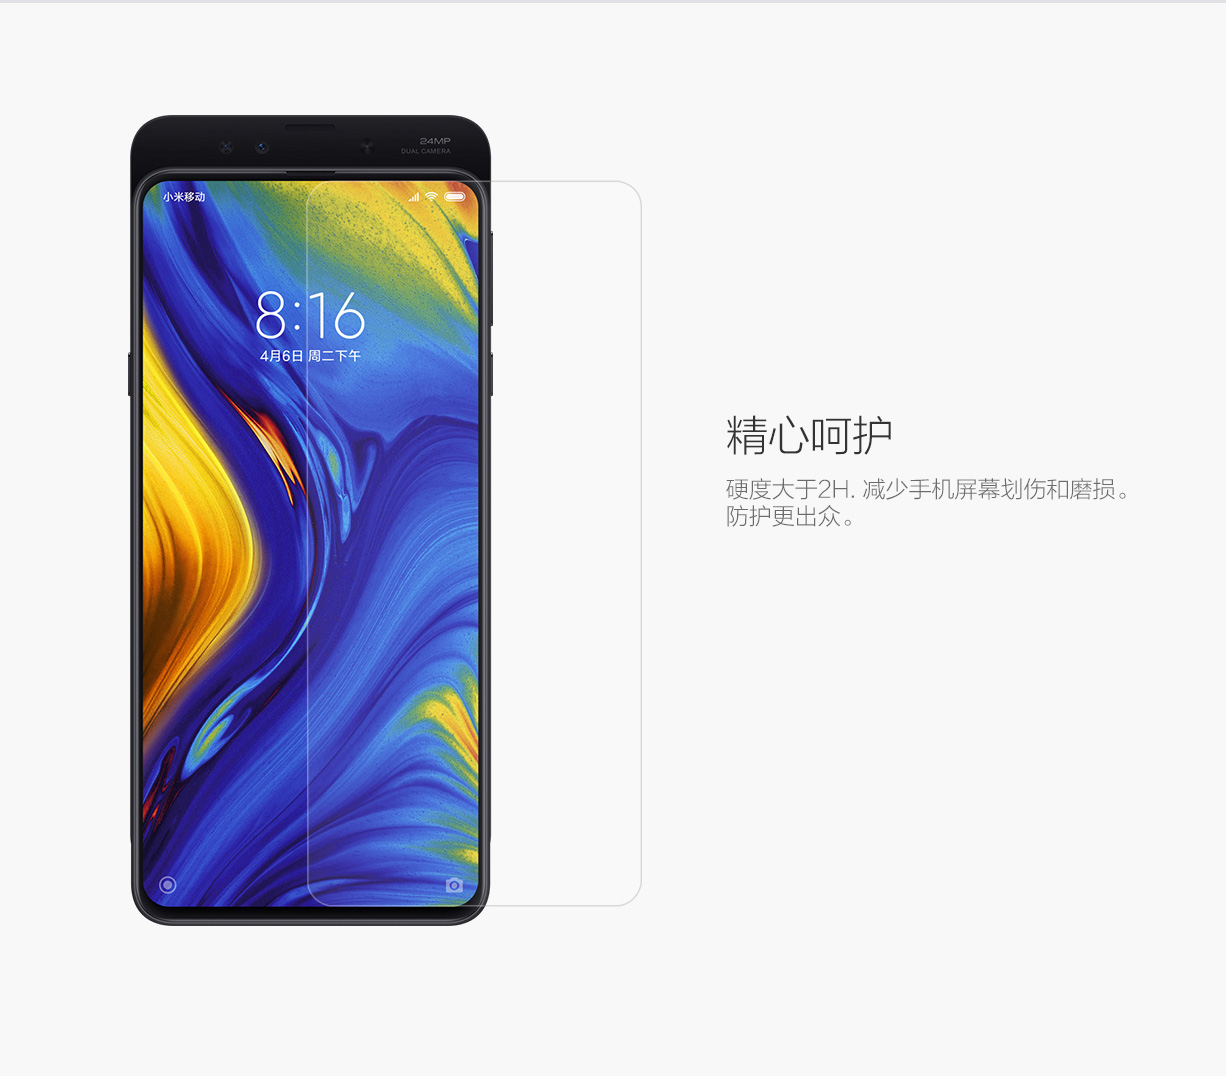 24MP
DUAL CAMERA
小米移动
8:16
4月6日 周二下午
精心呵护
硬度大于2H. 减少手机屏幕划伤和磨损。
防护更出众。